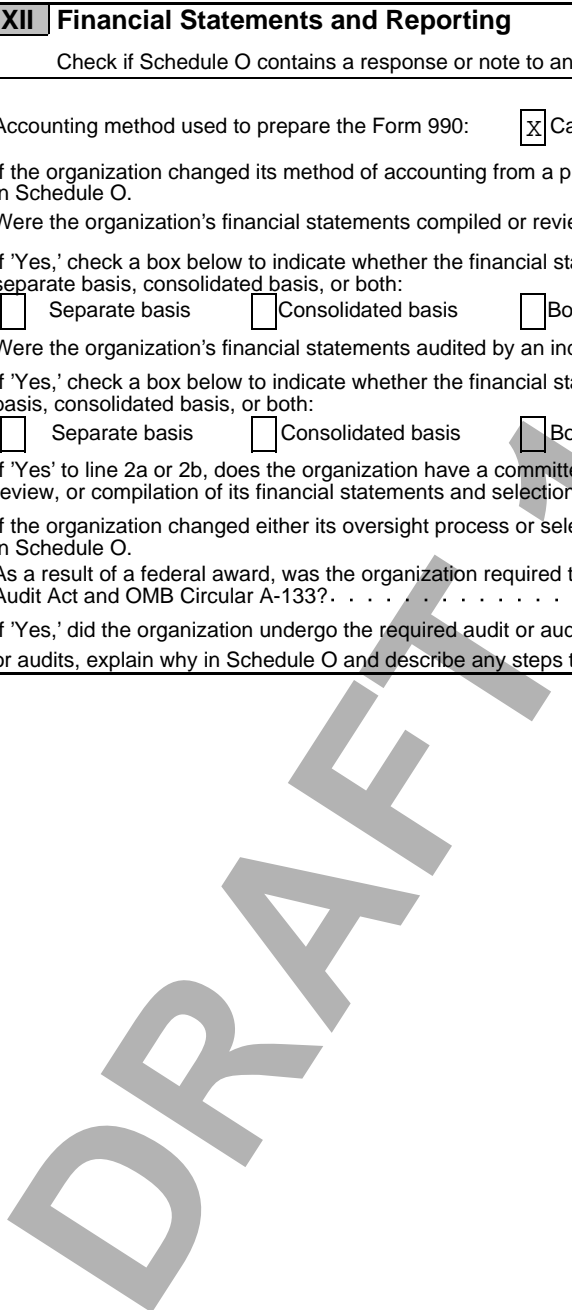 XII Financial Statements and Reporting
Check if Schedule O contains a response or note to an
Accounting method used to prepare the Form 990: X Ca
If the organization changed its method of accounting from a p
in Schedule O.
Were the organization's financial statements compiled or revie
If 'Yes,' check a box below to indicate whether the financial sta
separate basis, consolidated basis, or both:
Separate basis Consolidated basis Bo
Were the organization's financial statements audited by an ind
If 'Yes,' check a box below to indicate whether the financial sta
basis, consolidated basis, or both:
Separate basis Consolidated basis Bo
If 'Yes' to line 2a or 2b, does the organization have a committe
review, or compilation of its financial statements and selection
If the organization changed either its oversight process or sele
in Schedule O.
As a result of a federal award, was the organization required t
Audit Act and OMB Circular A-133? . . . . . . . . . . . . .
If 'Yes,' did the organization undergo the required audit or aud
or audits, explain why in Schedule O and describe any steps t
DRAFT 1